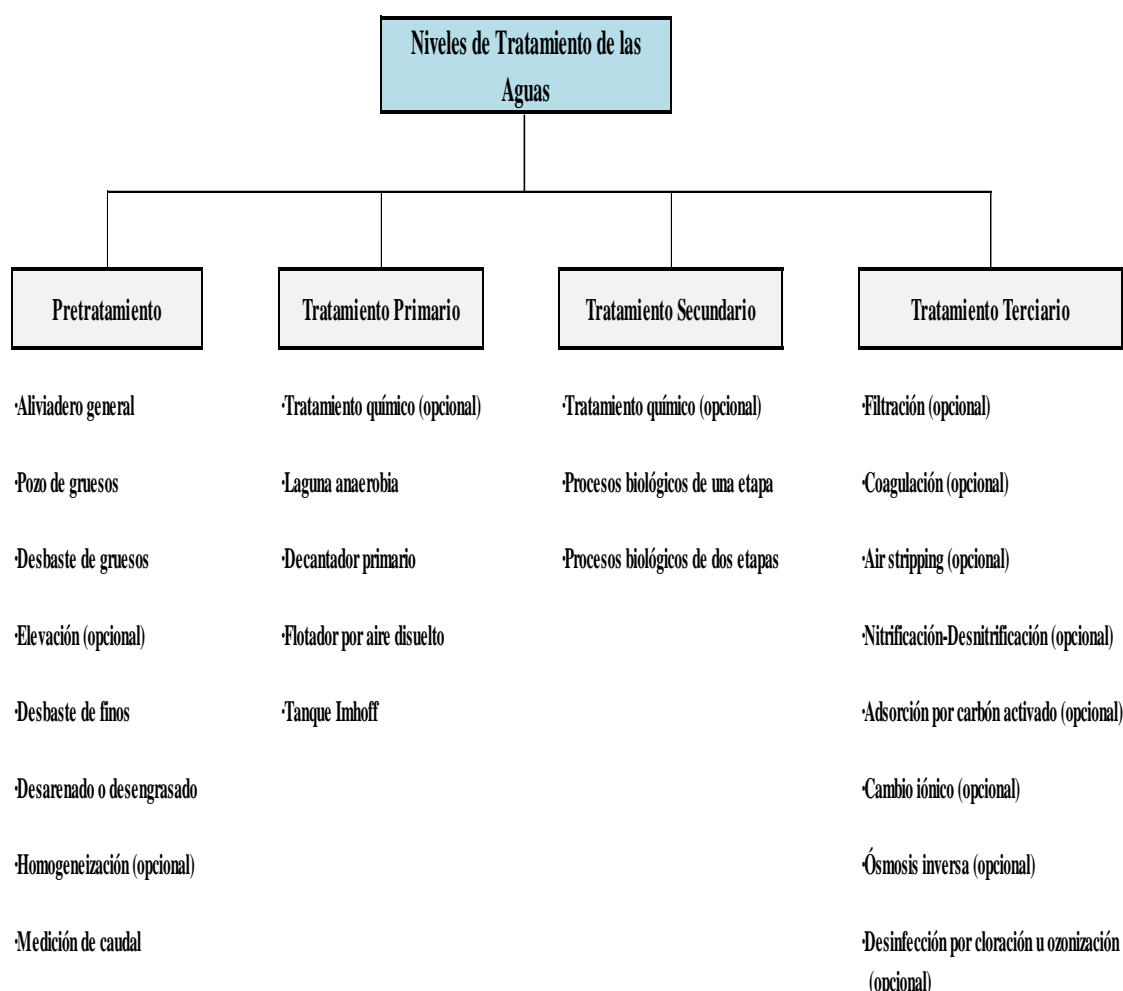 Niveles de Tratamiento de las
Aguas
Pretratamiento
Tratamiento Primario
Tratamiento Secundario
Tratamiento Terciario
·Aliviadero general
·Pozo de gruesos
·Desbaste de gruesos
·Elevación (opcional)
·Desbaste de finos
·Desarenado o desengrasado
·Homogeneización (opcional)
·Medición de caudal
·Tratamiento químico (opcional)
·Laguna anaerobia
·Decantador primario
·Flotador por aire disuelto
·Tanque Imhoff
·Tratamiento químico (opcional)
·Procesos biológicos de una etapa
·Procesos biológicos de dos etapas
·Filtración (opcional)
·Coagulación (opcional)
·Air stripping (opcional)
·Nitrificación-Desnitrificación (opcional)
·Adsorción por carbón activado (opcional)
·Cambio iónico (opcional)
·Ósmosis inversa (opcional)
·Desinfección por cloración u ozonización
(opcional)